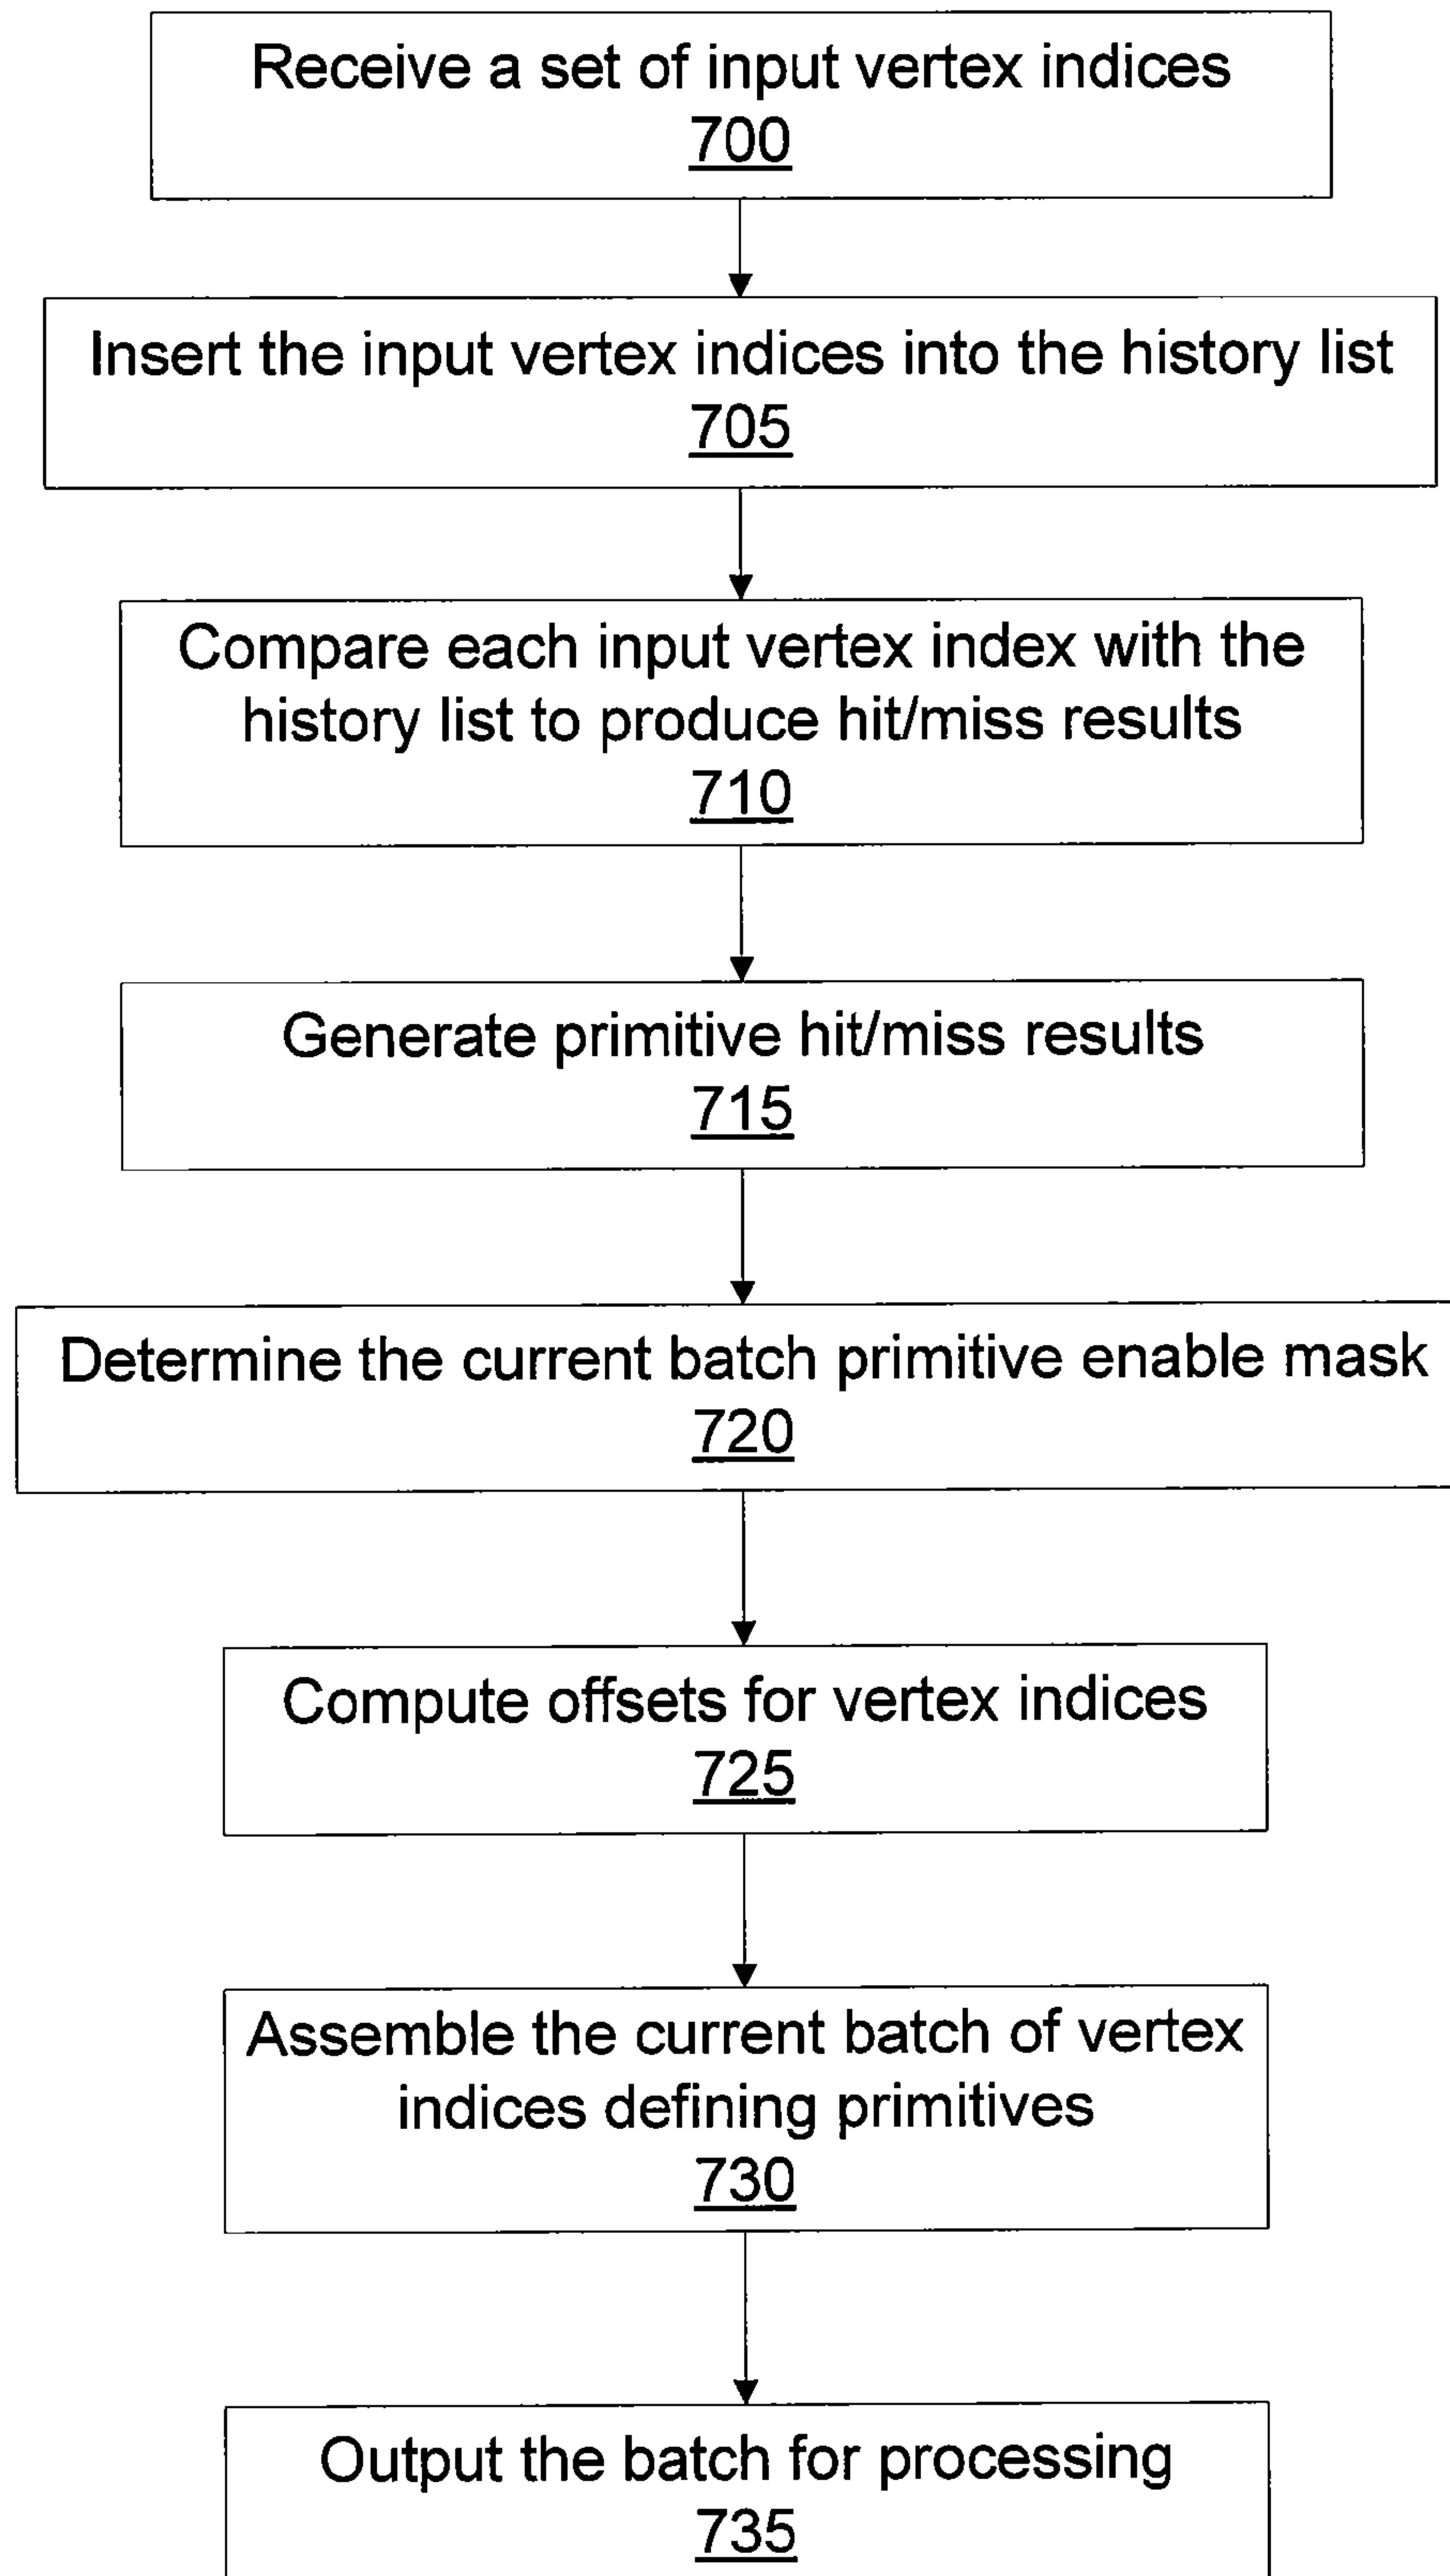 Receive a set of input vertex indices
700
Insert the input vertex indices into the history list
705
Compare each input vertex index with the
history list to produce hit/miss results
710
Generate primitive hit/miss results
715
Determine the current batch primitive enable mask
720
Compute offsets for vertex indices
725
Assemble the current batch of vertex
indices defining primitives
730
Output the batch for processing
735